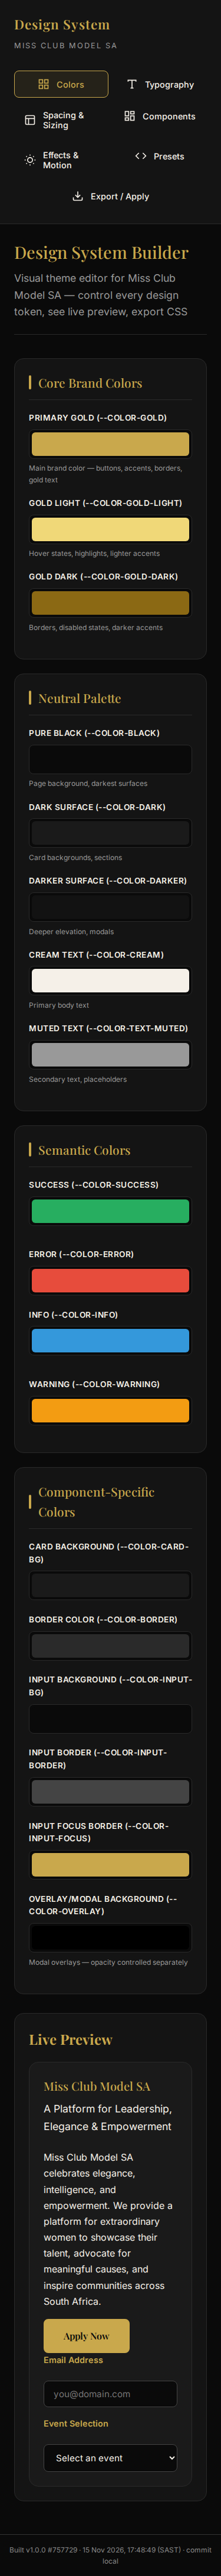 Design System
MISS CLUB MODEL SA
Colors
Typography
Spacing &
Sizing
Components
Effects &
Motion
Presets
Export / Apply
Design System Builder
Visual theme editor for Miss Club
Model SA — control every design
token, see live preview, export CSS
Core Brand Colors
PRIMARY GOLD (--COLOR-GOLD)
Main brand color — buttons, accents, borders,
gold text
GOLD LIGHT (--COLOR-GOLD-LIGHT)
Hover states, highlights, lighter accents
GOLD DARK (--COLOR-GOLD-DARK)
Borders, disabled states, darker accents
Neutral Palette
PURE BLACK (--COLOR-BLACK)
Page background, darkest surfaces
DARK SURFACE (--COLOR-DARK)
Card backgrounds, sections
DARKER SURFACE (--COLOR-DARKER)
Deeper elevation, modals
CREAM TEXT (--COLOR-CREAM)
Primary body text
MUTED TEXT (--COLOR-TEXT-MUTED)
Secondary text, placeholders
Semantic Colors
SUCCESS (--COLOR-SUCCESS)
ERROR (--COLOR-ERROR)
INFO (--COLOR-INFO)
WARNING (--COLOR-WARNING)
Component-Specific
Colors
CARD BACKGROUND (--COLOR-CARD-
BG)
BORDER COLOR (--COLOR-BORDER)
INPUT BACKGROUND (--COLOR-INPUT-
BG)
INPUT BORDER (--COLOR-INPUT-
BORDER)
INPUT FOCUS BORDER (--COLOR-
INPUT-FOCUS)
OVERLAY/MODAL BACKGROUND (--
COLOR-OVERLAY)
Modal overlays — opacity controlled separately
Live Preview
Miss Club Model SA
A Platform for Leadership,
Elegance & Empowerment
Miss Club Model SA
celebrates elegance,
intelligence, and
empowerment. We provide a
platform for extraordinary
women to showcase their
talent, advocate for
meaningful causes, and
inspire communities across
South Africa.
Apply Now
Email Address
you@domain.com
Event Selection
Select an event
Built v1.0.0 #757729 · 15 Nov 2026, 17:48:49 (SAST) · commit
local